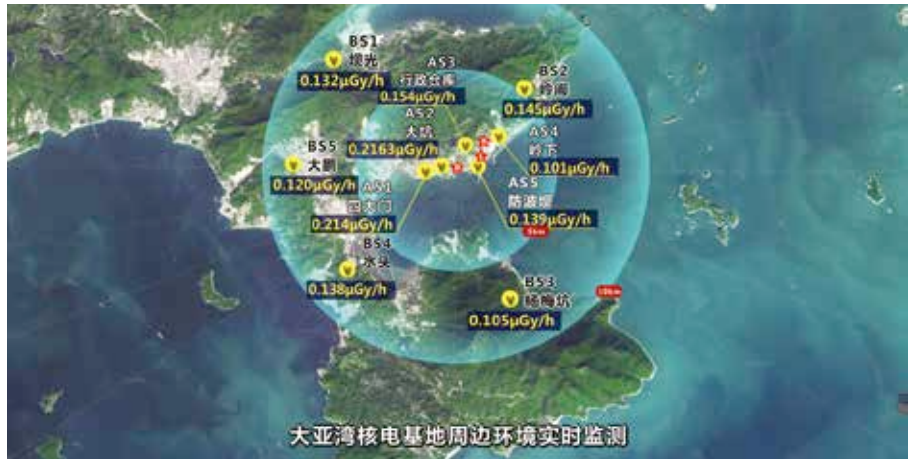 BS1
坝光
0.132μGy/h
AS3
行政仓库
0.154μGy/h
BS2
岭澳
0.145μGy/h
AS2
大坑
0.2163μGy/h
AS4
岭下
0.101μGy/h
BS5
大鹏
0.120μGy/h
AS1
四大门
0.214μGy/h
AS5
防波堤
0.139μGy/h
5km
BS4
水头
0.138μGy/h
BS3
杨梅坑
0.105μGy/h
10km
大亚湾核电基地周边环境实时监测